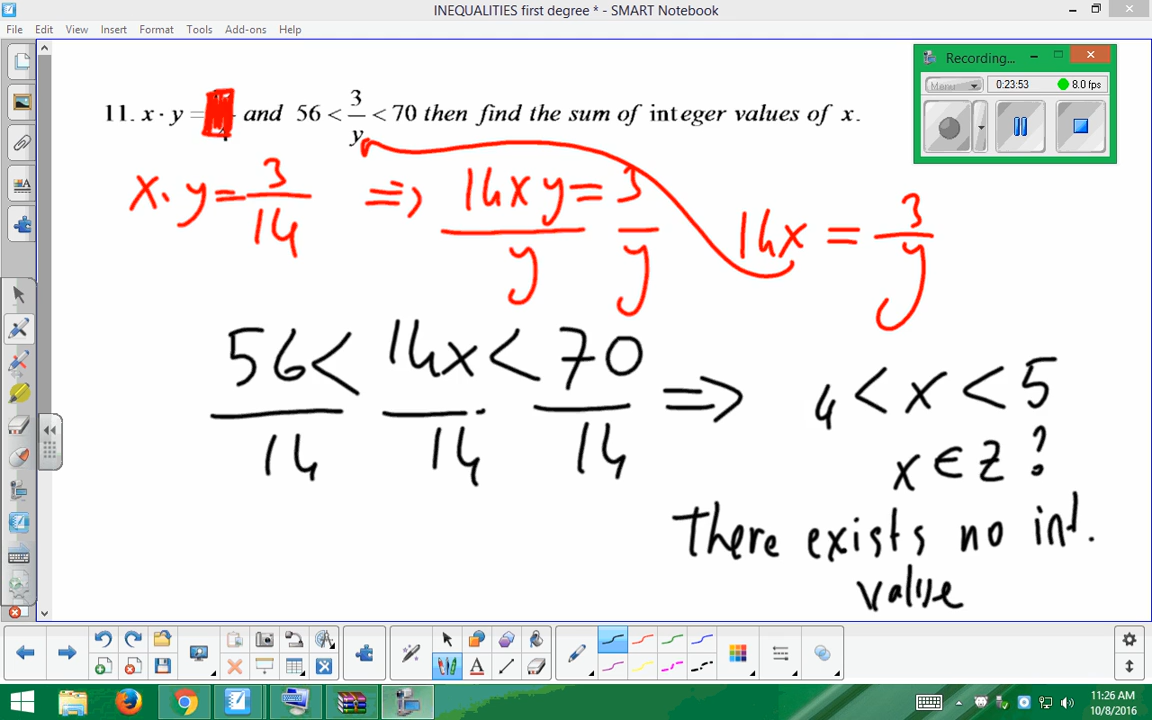 INEQUALITIES first degree * - SMART Notebook
File Edit View Insert Format Tools Add-ons Help
Recording...
Menu 0:23:53 8.0 fps
11. x · y = and 56 < 3/y < 70 then find the sum of integer values of x.
x. y = 3/14 => 14xy/y = 3/y
14x = 3/y
56/14 < 14x/14 < 70/14 => 4 < x < 5
x ∈ Z ?
There exists no int.
value
11:26 AM
10/8/2016